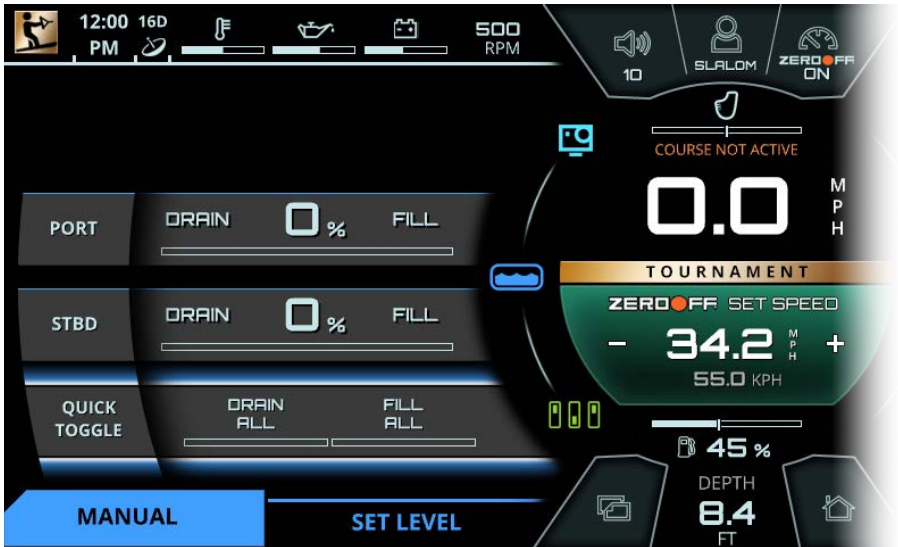 12:00 16D
PM
500
RPM
10
SLALOM
ZEROOFF
ON
COURSE NOT ACTIVE
0.0 MPH
PORT DRAIN 0 % FILL
TOURNAMENT
ZEROOFF SET SPEED
STBD DRAIN 0 % FILL
− 34.2 MPH +
55.0 KPH
QUICK TOGGLE
DRAIN ALL
FILL ALL
45 %
DEPTH
8.4
FT
MANUAL
SET LEVEL